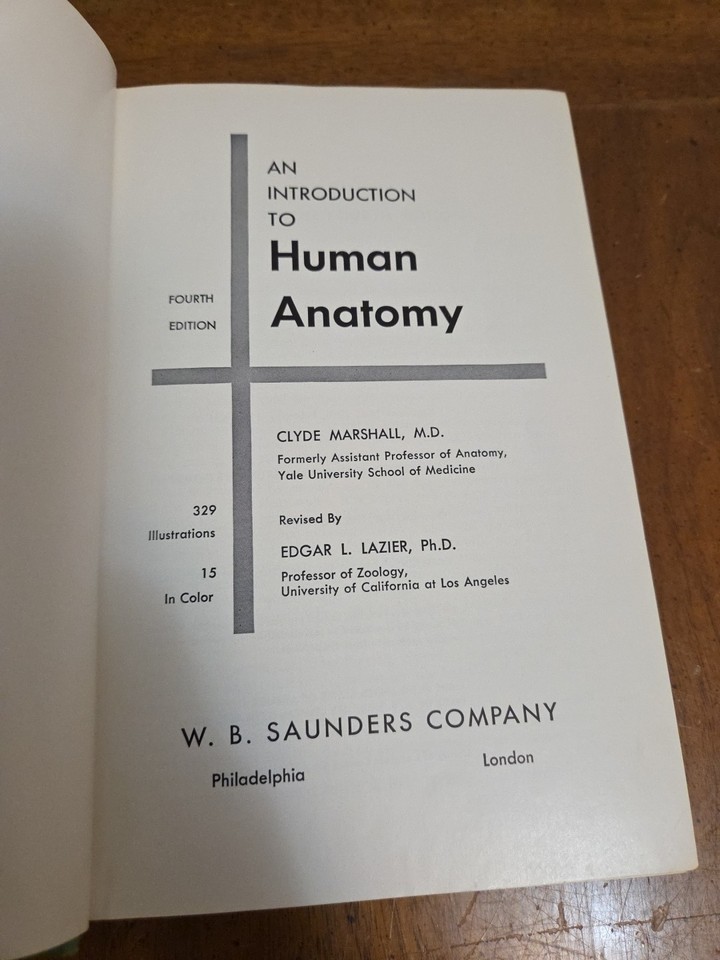 AN
INTRODUCTION
TO
Human
Anatomy
FOURTH
EDITION
CLYDE MARSHALL, M.D.
Formerly Assistant Professor of Anatomy,
Yale University School of Medicine
329
Illustrations
15
In Color
Revised By
EDGAR L. LAZIER, Ph.D.
Professor of Zoology,
University of California at Los Angeles
W. B. SAUNDERS COMPANY
Philadelphia London